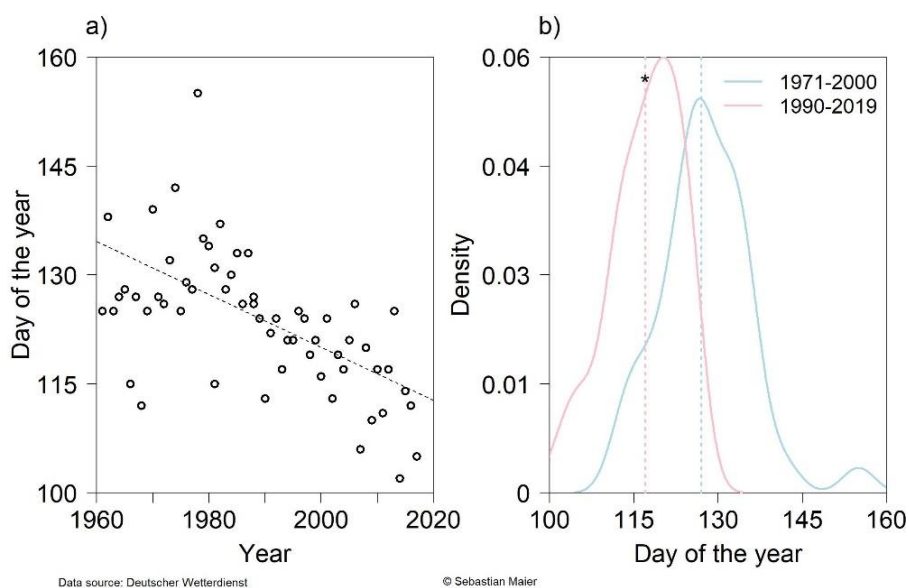 a)
160
145
130
115
100
Day of the year
1960
1980
2000
2020
Year
b)
0.06
0.04
0.03
0.01
0
Density
*
1971-2000
1990-2019
100
115
130
145
160
Day of the year
Data source: Deutscher Wetterdienst
© Sebastian Maier